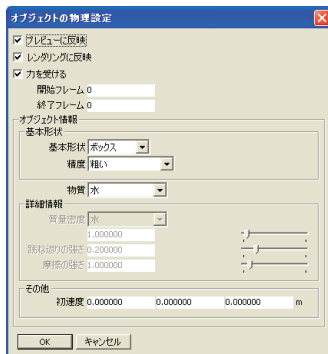 オブジェクトの物理設定
プレビューに反映
レンダリングに反映
力を受ける
開始フレーム 0
終了フレーム 0
オブジェクト情報
基本形状
基本形状 ボックス
精度 粗い
物質 水
詳細情報
質量密度 水
1.000000
跳ね返りの強さ 0.200000
摩擦の強さ 1.000000
その他
初速度 0.000000 0.000000 0.000000 m
OK キャンセル